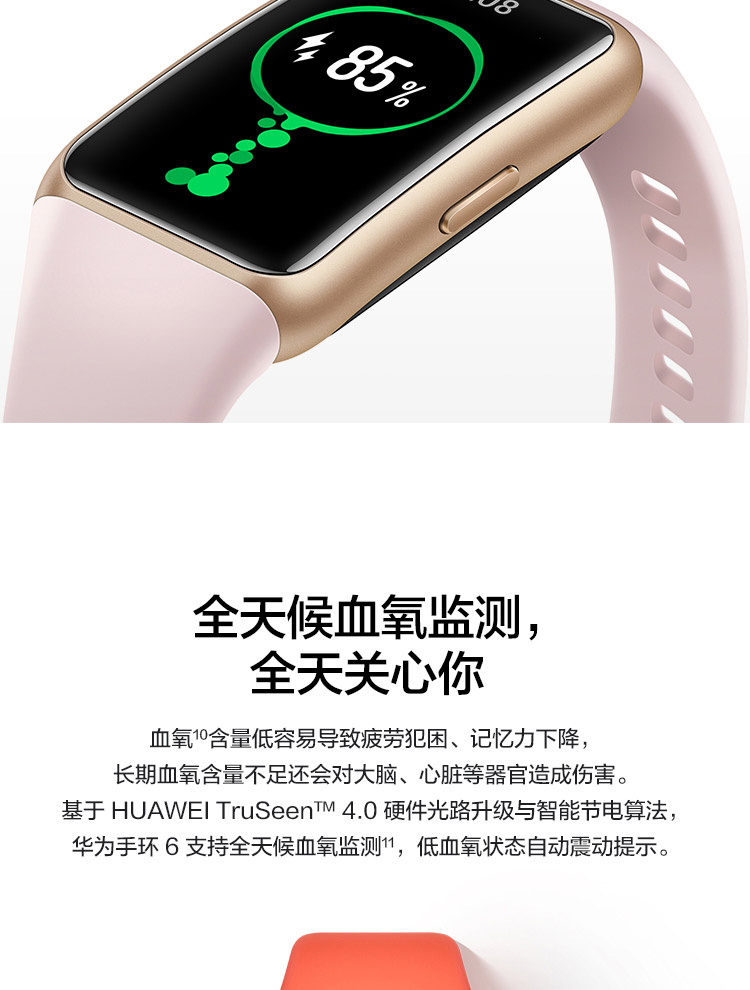 08
85%
全天候血氧监测，
全天关心你
血氧10含量低容易导致疲劳犯困、记忆力下降，
长期血氧含量不足还会对大脑、心脏等器官造成伤害。
基于 HUAWEI TruSeen™ 4.0 硬件光路升级与智能节电算法，
华为手环 6 支持全天候血氧监测11，低血氧状态自动震动提示。